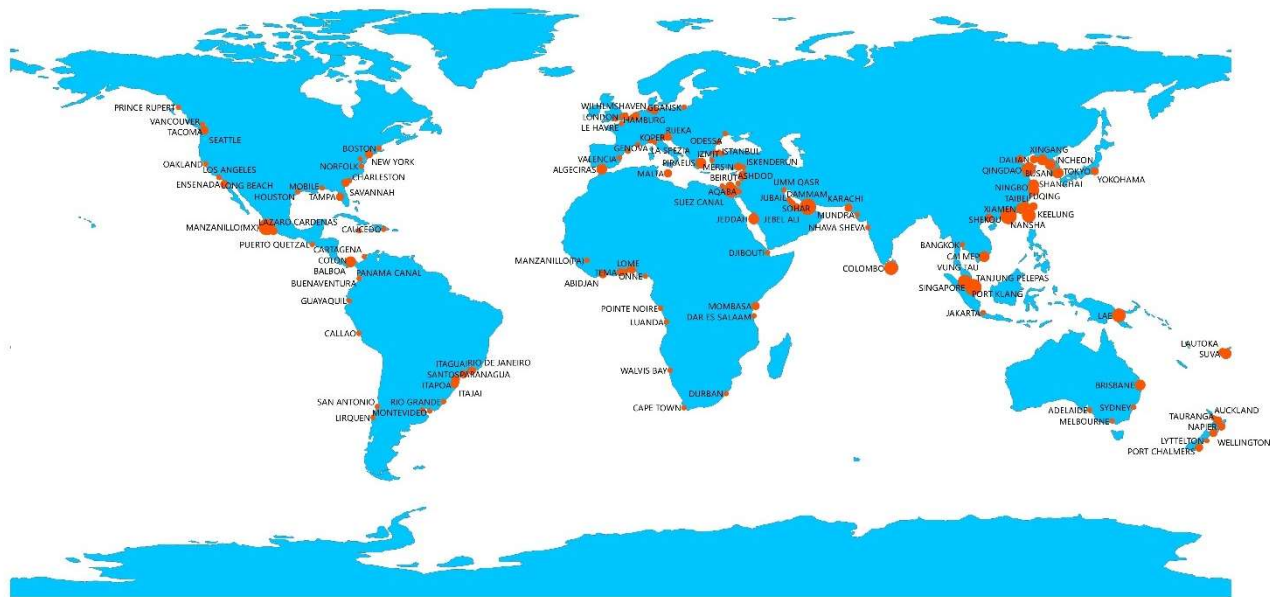 PRINCE RUPERT
VANCOUVER
TACOMA
SEATTLE
OAKLAND
LOS ANGELES
ENSENADA
LONG BEACH
BOSTON
NEW YORK
NORFOLK
CHARLESTON
MOBILE
SAVANNAH
HOUSTON
TAMPA
LAZARO CARDENAS
MANZANILLO(MX)
CAUCEDO
PUERTO QUETZAL
CARTAGENA
COLON
BALBOA
PANAMA CANAL
BUENAVENTURA
GUAYAQUIL
CALLAO
ITAGUAI
RIO DE JANEIRO
SANTOS
PARANAGUA
ITAPOA
ITAJAI
SAN ANTONIO
RIO GRANDE
MONTEVIDEO
LIRQUEN
WILHELMSHAVEN
GDANSK
LONDON
HAMBURG
LE HAVRE
KOPER
RIJEKA
ODESSA
GENOVA
LA SPEZIA
IZMIT
ISTANBUL
VALENCIA
PIRAEUS
ISKENDERUN
ALGECIRAS
MALTA
MERSIN
BEIRUT
ASHDOD
AQABA
UMM QASR
SUEZ CANAL
JUBAIL
DAMMAM
KARACHI
SOHAR
JEDDAH
JEBEL ALI
MUNDRA
NHAVA SHEVA
DJIBOUTI
MANZANILLO(PA)
LOME
TEMA
ONNE
ABIDJAN
POINTE NOIRE
LUANDA
MOMBASA
DAR ES SALAAM
WALVIS BAY
DURBAN
CAPE TOWN
COLOMBO
XINGANG
DALIAN
INCHEON
QINGDAO
BUSAN
TOKYO
YOKOHAMA
NINGBO
SHANGHAI
TAIBEI
FUQING
XIAMEN
KEELUNG
SHEKOU
NANSHA
BANGKOK
CAI MEP
VUNG TAU
TANJUNG PELEPAS
SINGAPORE
PORT KLANG
JAKARTA
LAE
LAUTOKA
SUVA
BRISBANE
ADELAIDE
SYDNEY
MELBOURNE
AUCKLAND
TAURANGA
NAPIER
LYTTELTON
WELLINGTON
PORT CHALMERS